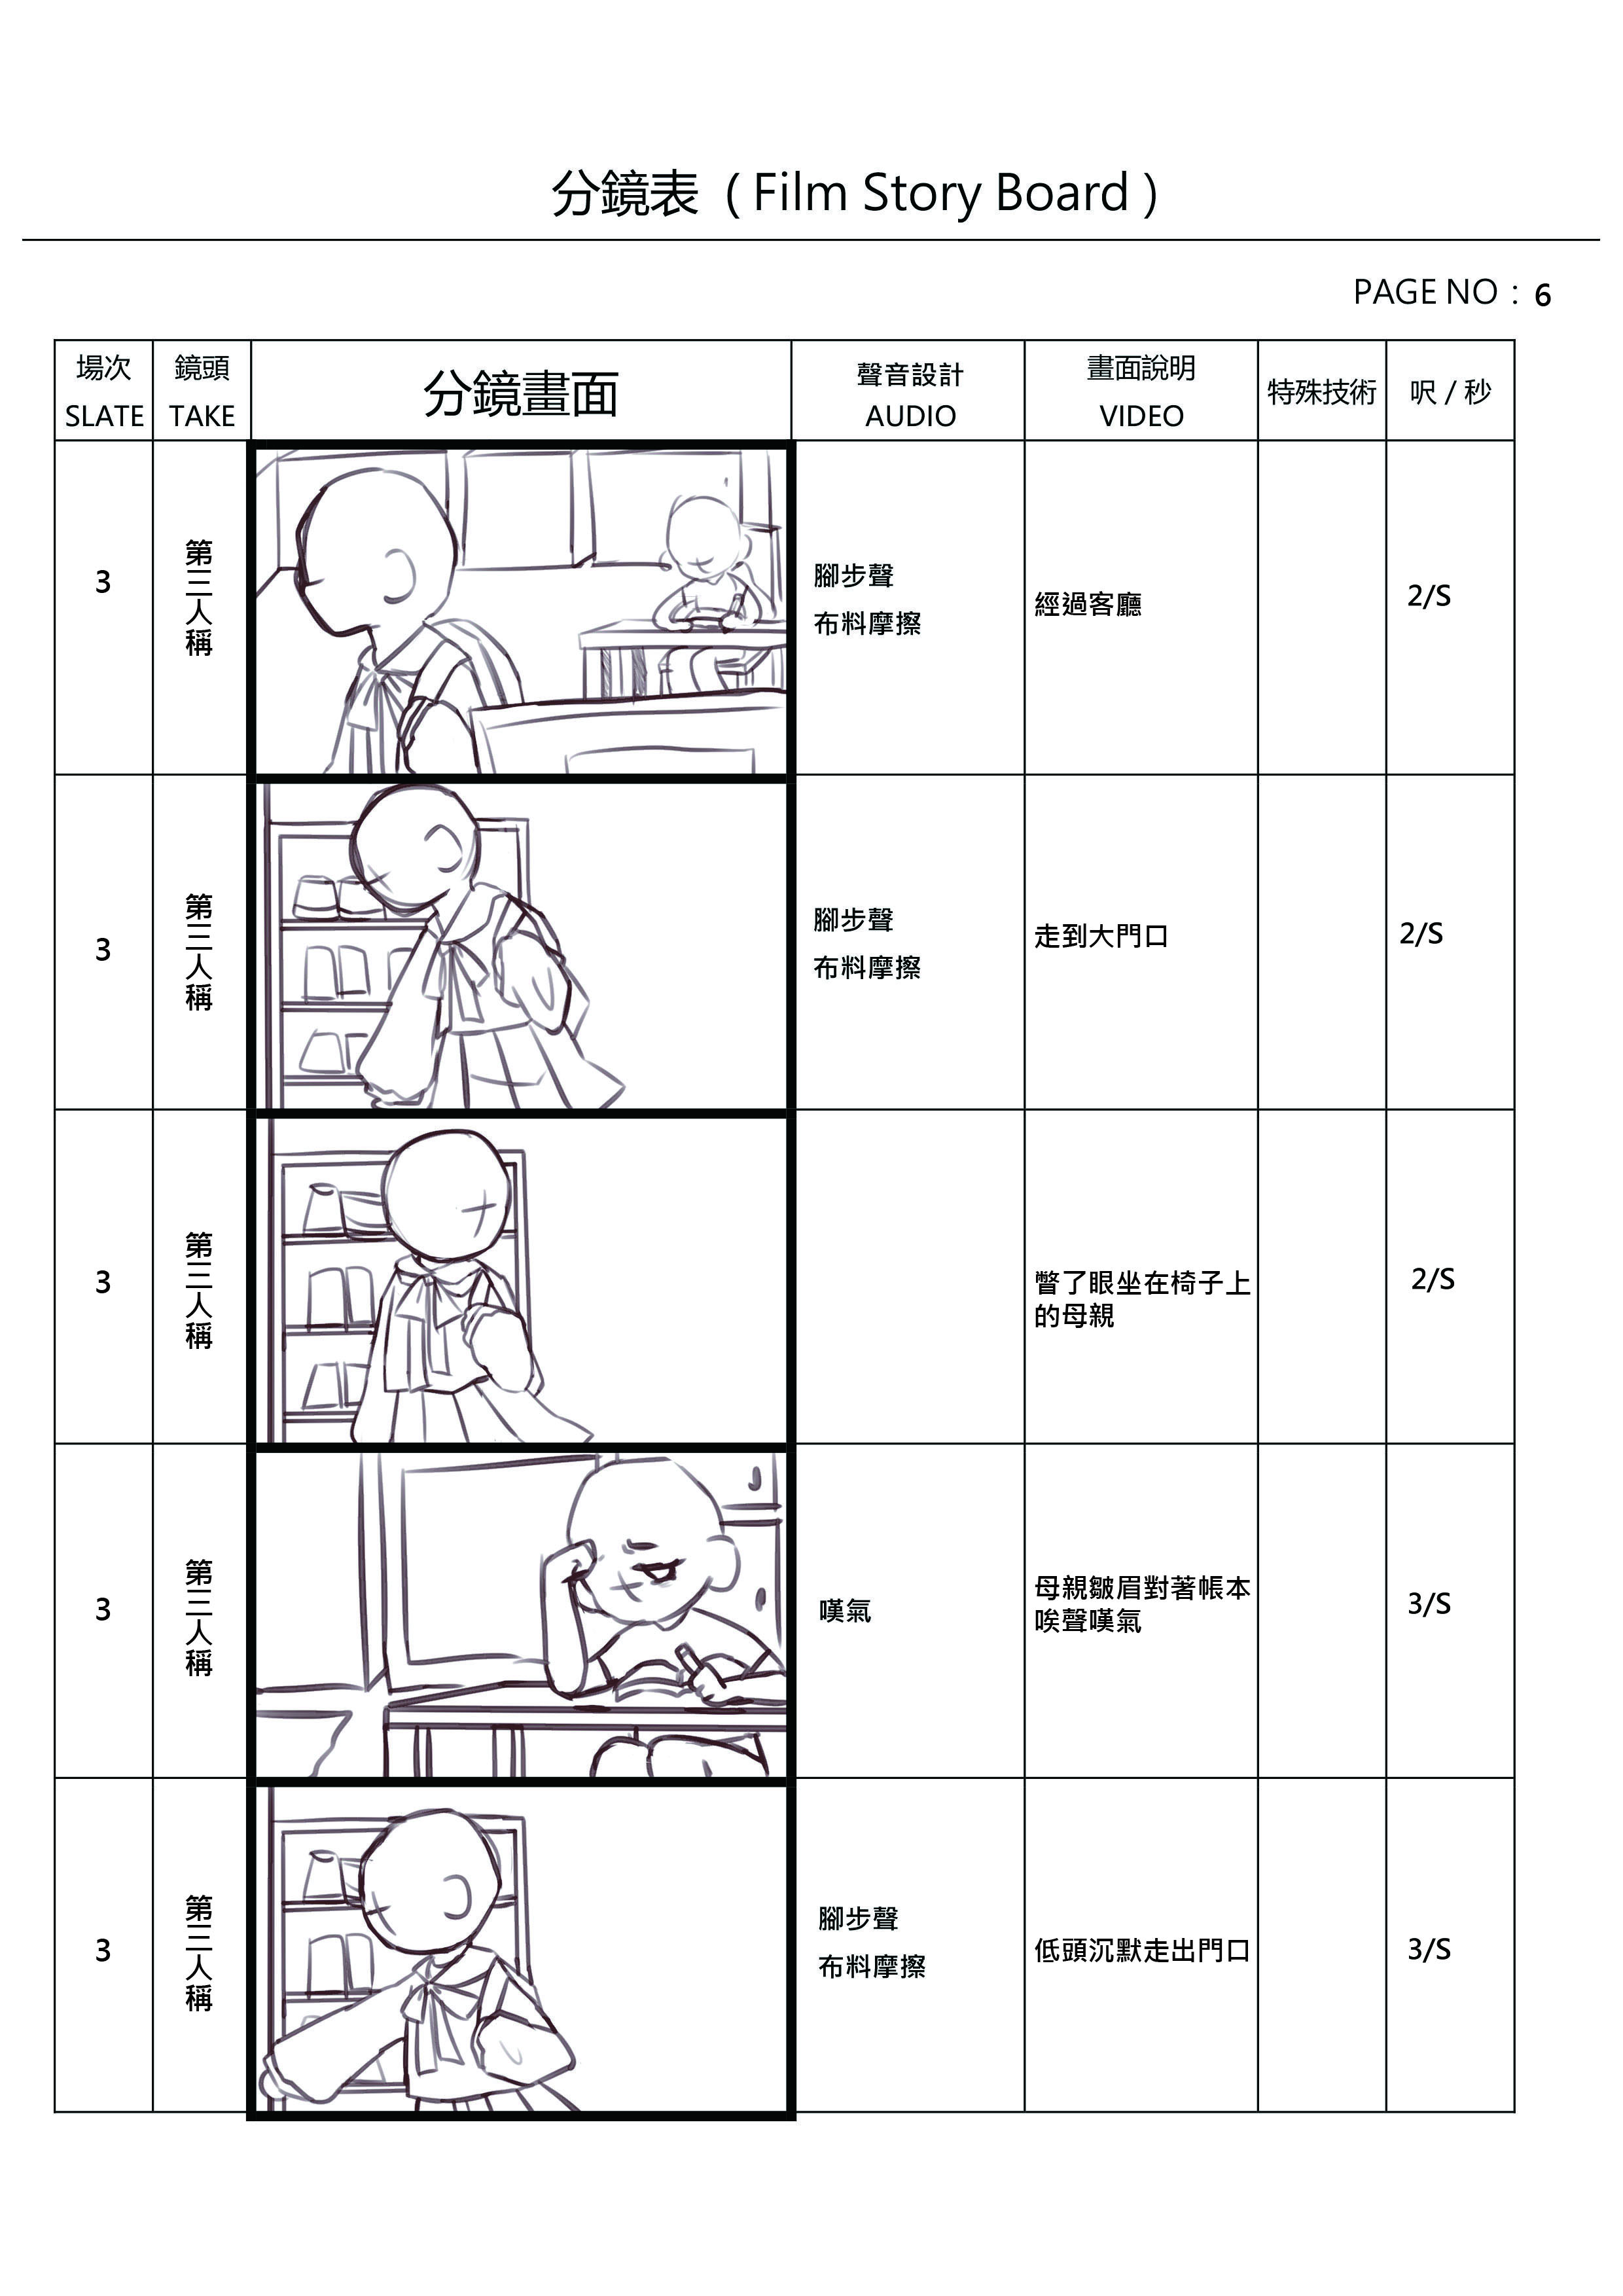 分鏡表（Film Story Board）
PAGE NO：6
場次
SLATE
鏡頭
TAKE
分鏡畫面
聲音設計
AUDIO
畫面說明
VIDEO
特殊技術
呎 / 秒
3
第三人稱
腳步聲
布料摩擦
經過客廳
2/S
3
第三人稱
腳步聲
布料摩擦
走到大門口
2/S
3
第三人稱
瞥了眼坐在椅子上
的母親
2/S
3
第三人稱
嘆氣
母親皺眉對著帳本
唉聲嘆氣
3/S
3
第三人稱
腳步聲
布料摩擦
低頭沉默走出門口
3/S